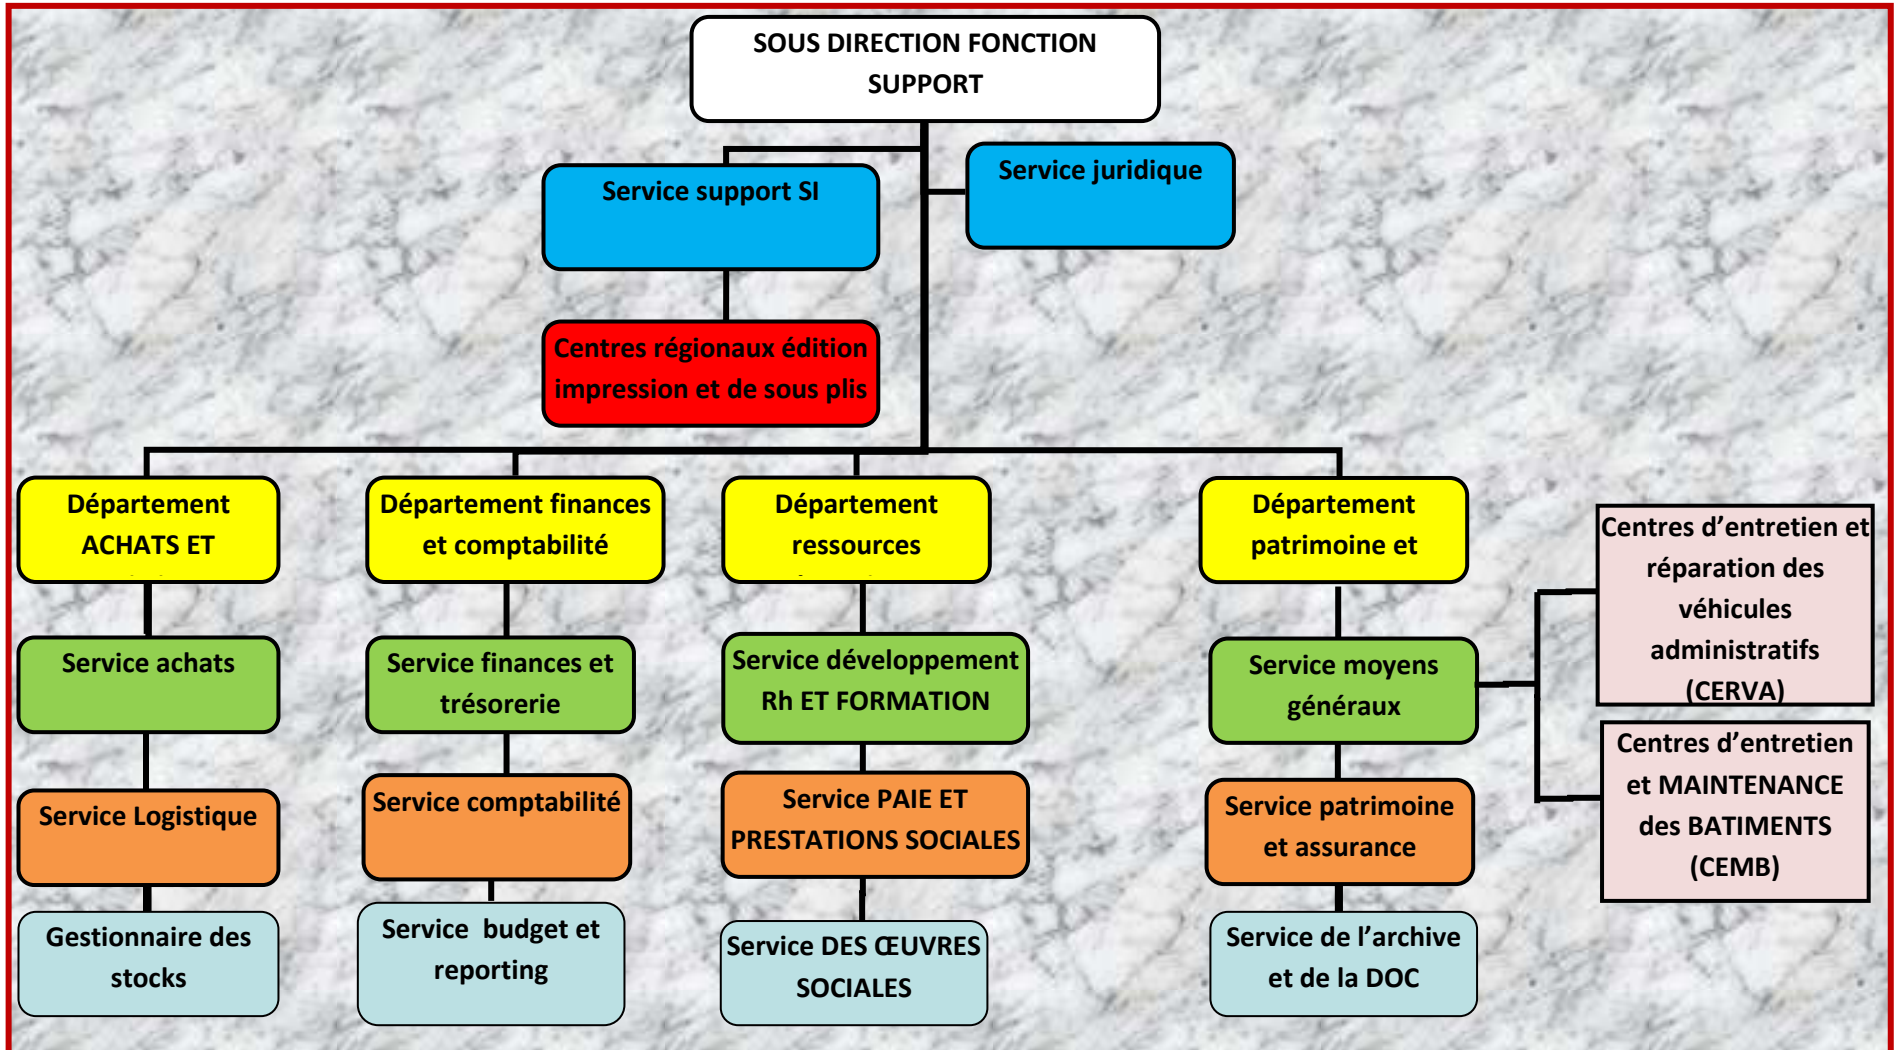 SOUS DIRECTION FONCTION
SUPPORT
Service support SI
Service juridique
Centres régionaux édition
impression et de sous plis
Département
ACHATS ET
Département finances
et comptabilité
Département
ressources
Département
patrimoine et
Centres d’entretien et
réparation des
véhicules
administratifs
(CERVA)
Service achats
Service finances et
trésorerie
Service développement
Rh ET FORMATION
Service moyens
généraux
Centres d’entretien
et MAINTENANCE
des BATIMENTS
(CEMB)
Service Logistique
Service comptabilité
Service PAIE ET
PRESTATIONS SOCIALES
Service patrimoine
et assurance
Gestionnaire des
stocks
Service  budget et
reporting
Service DES ŒUVRES
SOCIALES
Service de l’archive
et de la DOC